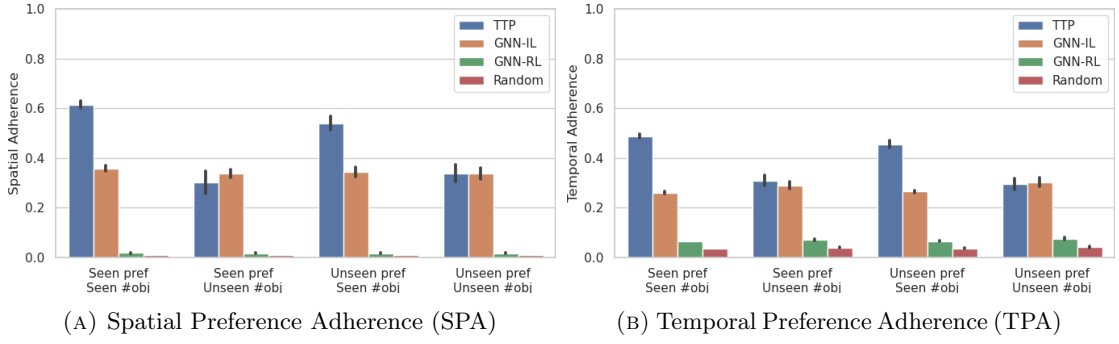 1.0
0.8
0.6
0.4
0.2
0.0
Spatial Adherence
TTP
GNN-IL
GNN-RL
Random
Seen pref
Seen #obj
Seen pref
Unseen #obj
Unseen pref
Seen #obj
Unseen pref
Unseen #obj
(A) Spatial Preference Adherence (SPA)
1.0
0.8
0.6
0.4
0.2
0.0
Temporal Adherence
TTP
GNN-IL
GNN-RL
Random
Seen pref
Seen #obj
Seen pref
Unseen #obj
Unseen pref
Seen #obj
Unseen pref
Unseen #obj
(B) Temporal Preference Adherence (TPA)